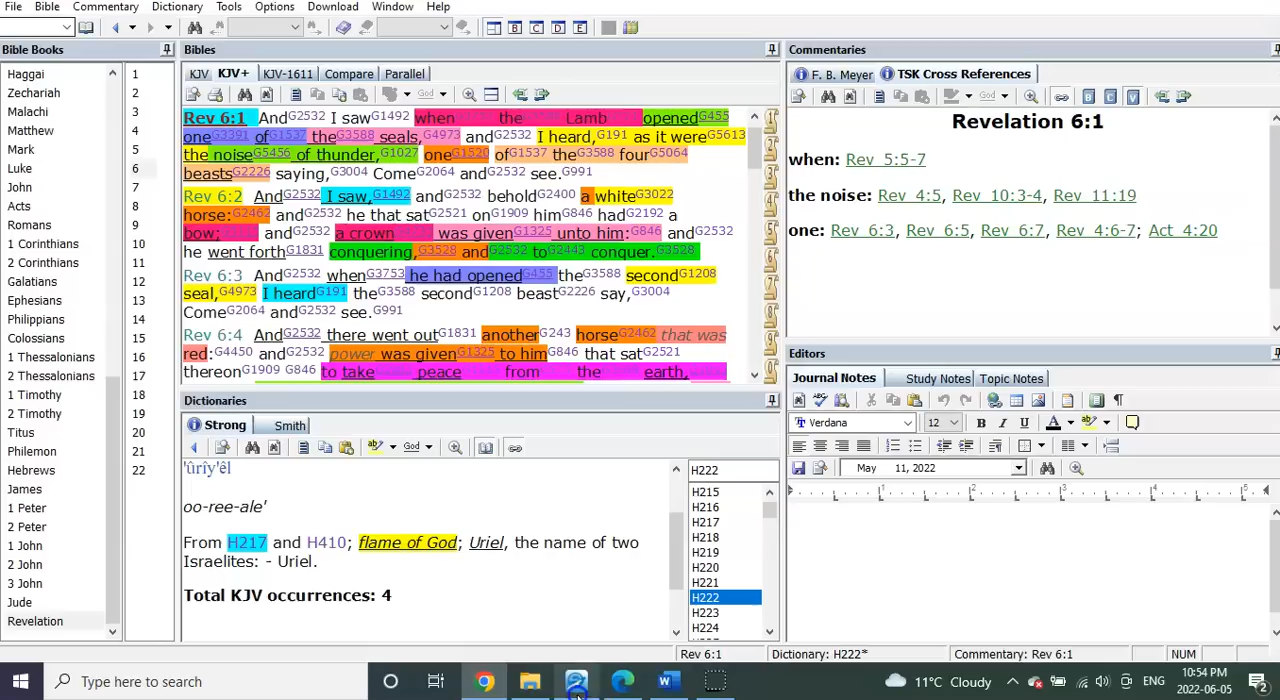 File Bible Commentary Dictionary Tools Options Download Window Help
God
Bible Books
Haggai
Zechariah
Malachi
Matthew
Mark
Luke
John
Acts
Romans
1 Corinthians
2 Corinthians
Galatians
Ephesians
Philippians
Colossians
1 Thessalonians
2 Thessalonians
1 Timothy
2 Timothy
Titus
Philemon
Hebrews
James
1 Peter
2 Peter
1 John
2 John
3 John
Jude
Revelation
1
2
3
4
5
6
7
8
9
10
11
12
13
14
15
16
17
18
19
20
21
22
Bibles
KJV KJV+ KJV-1611 Compare Parallel
God
Rev 6:1 And G2532 I saw G1492 when the Lamb opened G455
one G3391 of G1537 the G3588 seals, G4973 and G2532 I heard, G191 as it were G5613
the noise G5456 of thunder, G1027 one G1520 of G1537 the G3588 four G5064
beasts G2226 saying, G3004 Come G2064 and G2532 see. G991
Rev 6:2 And G2532 I saw, G1492 and G2532 behold G2400 a white G3022
horse: G2462 and G2532 he that sat G2521 on G1909 him G846 had G2192 a
bow; and G2532 a crown was given G1325 unto him: G846 and G2532
he went forth G1831 conquering, G3528 and G2532 to G2443 conquer. G3528
Rev 6:3 And G2532 when G3753 he had opened G455 the G3588 second G1208
seal, G4973 I heard G191 the G3588 second G1208 beast G2226 say, G3004
Come G2064 and G2532 see. G991
Rev 6:4 And G2532 there went out G1831 another G243 horse G2462 that was
red: G4450 and G2532 power was given G1325 to him G846 that sat G2521
thereon G1909 G846 to take peace from the earth,
Dictionaries
Strong Smith
God
'ûrîy'êl
oo-ree-ale'
From H217 and H410; flame of God; Uriel, the name of two
Israelites: - Uriel.
Total KJV occurrences: 4
H222
H215
H216
H217
H218
H219
H220
H221
H222
H223
H224
Commentaries
F. B. Meyer TSK Cross References
God B C V
Revelation 6:1
when: Rev 5:5-7
the noise: Rev 4:5, Rev 10:3-4, Rev 11:19
one: Rev 6:3, Rev 6:5, Rev 6:7, Rev 4:6-7; Act 4:20
Editors
Journal Notes Study Notes Topic Notes
Verdana 12 B I U A
May 11, 2022
1 2 3 4 5
Rev 6:1 Dictionary: H222* Commentary: Rev 6:1 NUM
Type here to search
11°C Cloudy ENG 10:54 PM
2022-06-05